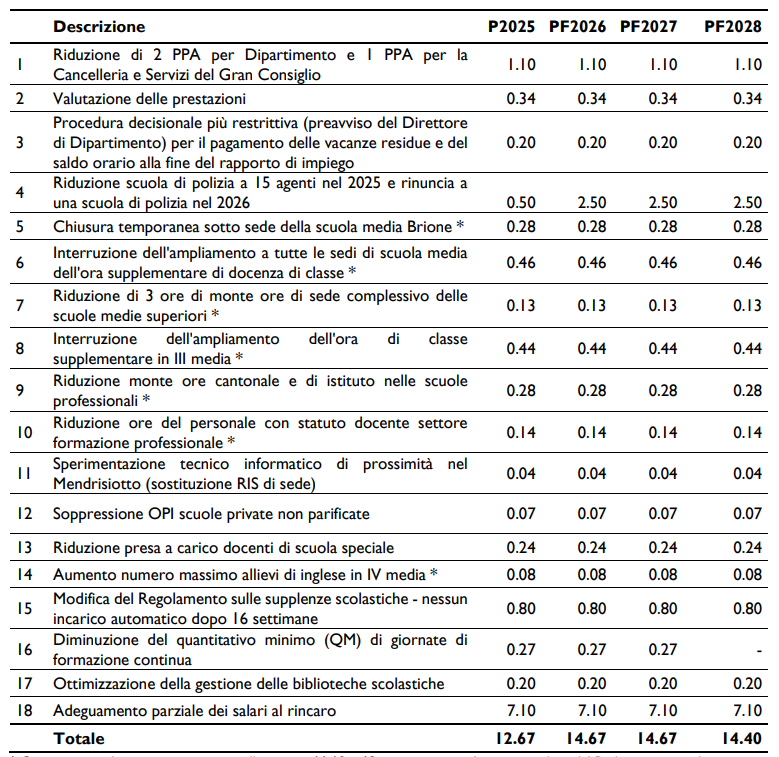 Descrizione P2025 PF2026 PF2027 PF2028
1 Riduzione di 2 PPA per Dipartimento e 1 PPA per la
Cancelleria e Servizi del Gran Consiglio 1.10 1.10 1.10 1.10
2 Valutazione delle prestazioni 0.34 0.34 0.34 0.34
Procedura decisionale più restrittiva (preavviso del Direttore
3 di Dipartimento) per il pagamento delle vacanze residue e del 0.20 0.20 0.20 0.20
saldo orario alla fine del rapporto di impiego
4 Riduzione scuola di polizia a 15 agenti nel 2025 e rinuncia a
una scuola di polizia nel 2026 0.50 2.50 2.50 2.50
5 Chiusura temporanea sotto sede della scuola media Brione * 0.28 0.28 0.28 0.28
6 Interruzione dell'ampliamento a tutte le sedi di scuola media
dell'ora supplementare di docenza di classe * 0.46 0.46 0.46 0.46
7 Riduzione di 3 ore di monte ore di sede complessivo delle
scuole medie superiori * 0.13 0.13 0.13 0.13
8 Interruzione dell'ampliamento dell'ora di classe
supplementare in III media * 0.44 0.44 0.44 0.44
9 Riduzione monte ore cantonale e di istituto nelle scuole
professionali * 0.28 0.28 0.28 0.28
10 Riduzione ore del personale con statuto docente settore
formazione professionale * 0.14 0.14 0.14 0.14
11 Sperimentazione tecnico informatico di prossimità nel
Mendrisiotto (sostituzione RIS di sede) 0.04 0.04 0.04 0.04
12 Soppressione OPI scuole private non parificate 0.07 0.07 0.07 0.07
13 Riduzione presa a carico docenti di scuola speciale 0.24 0.24 0.24 0.24
14 Aumento numero massimo allievi di inglese in IV media * 0.08 0.08 0.08 0.08
15 Modifica del Regolamento sulle supplenze scolastiche - nessun
incarico automatico dopo 16 settimane 0.80 0.80 0.80 0.80
16 Diminuzione del quantitativo minimo (QM) di giornate di
formazione continua 0.27 0.27 0.27 -
17 Ottimizzazione della gestione delle biblioteche scolastiche 0.20 0.20 0.20 0.20
18 Adeguamento parziale dei salari al rincaro 7.10 7.10 7.10 7.10
Totale 12.67 14.67 14.67 14.40